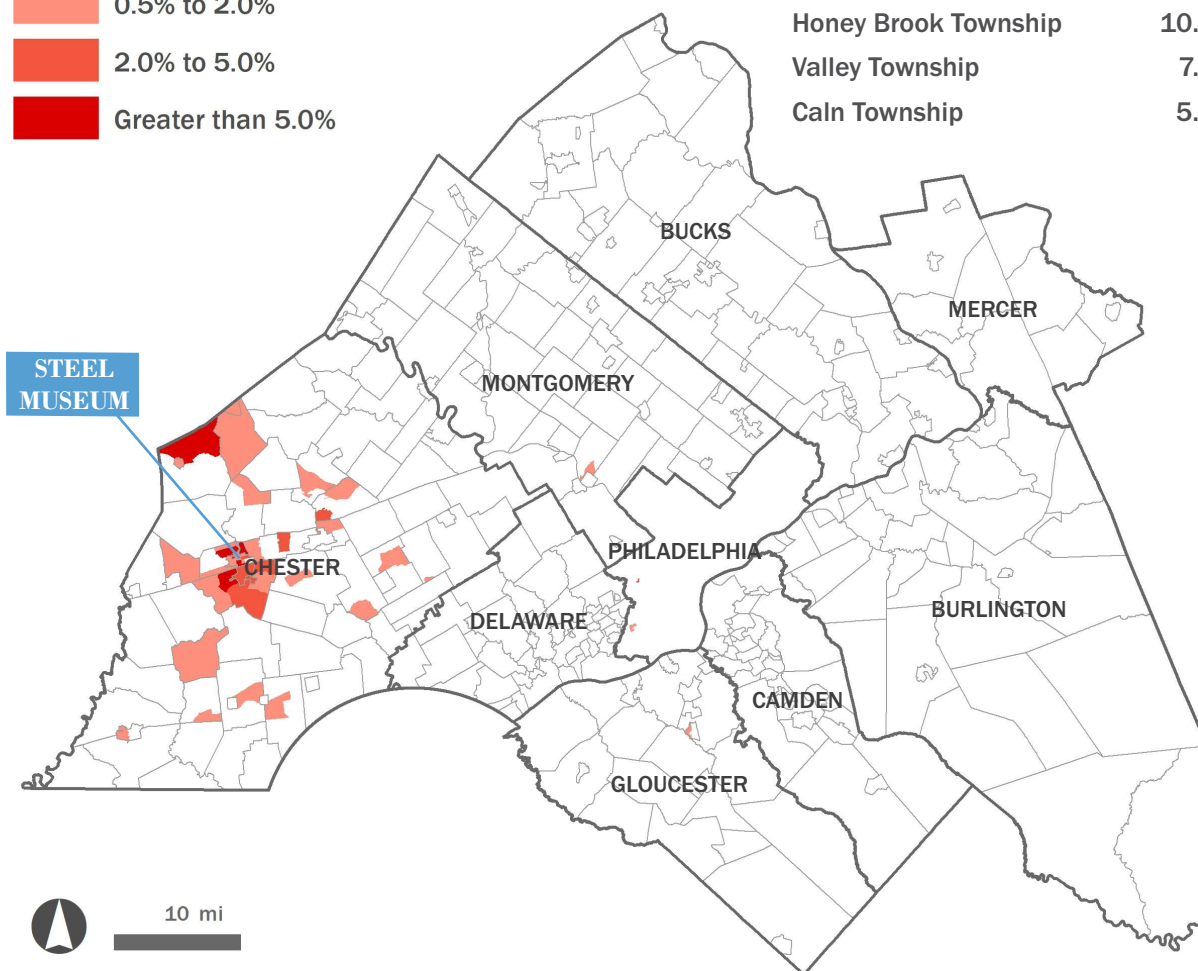 0.5% to 2.0%
2.0% to 5.0%
Greater than 5.0%
Honey Brook Township 10.
Valley Township 7.
Caln Township 5.
BUCKS
MERCER
MONTGOMERY
STEEL
MUSEUM
PHILADELPHIA
CHESTER
DELAWARE
BURLINGTON
CAMDEN
GLOUCESTER
10 mi